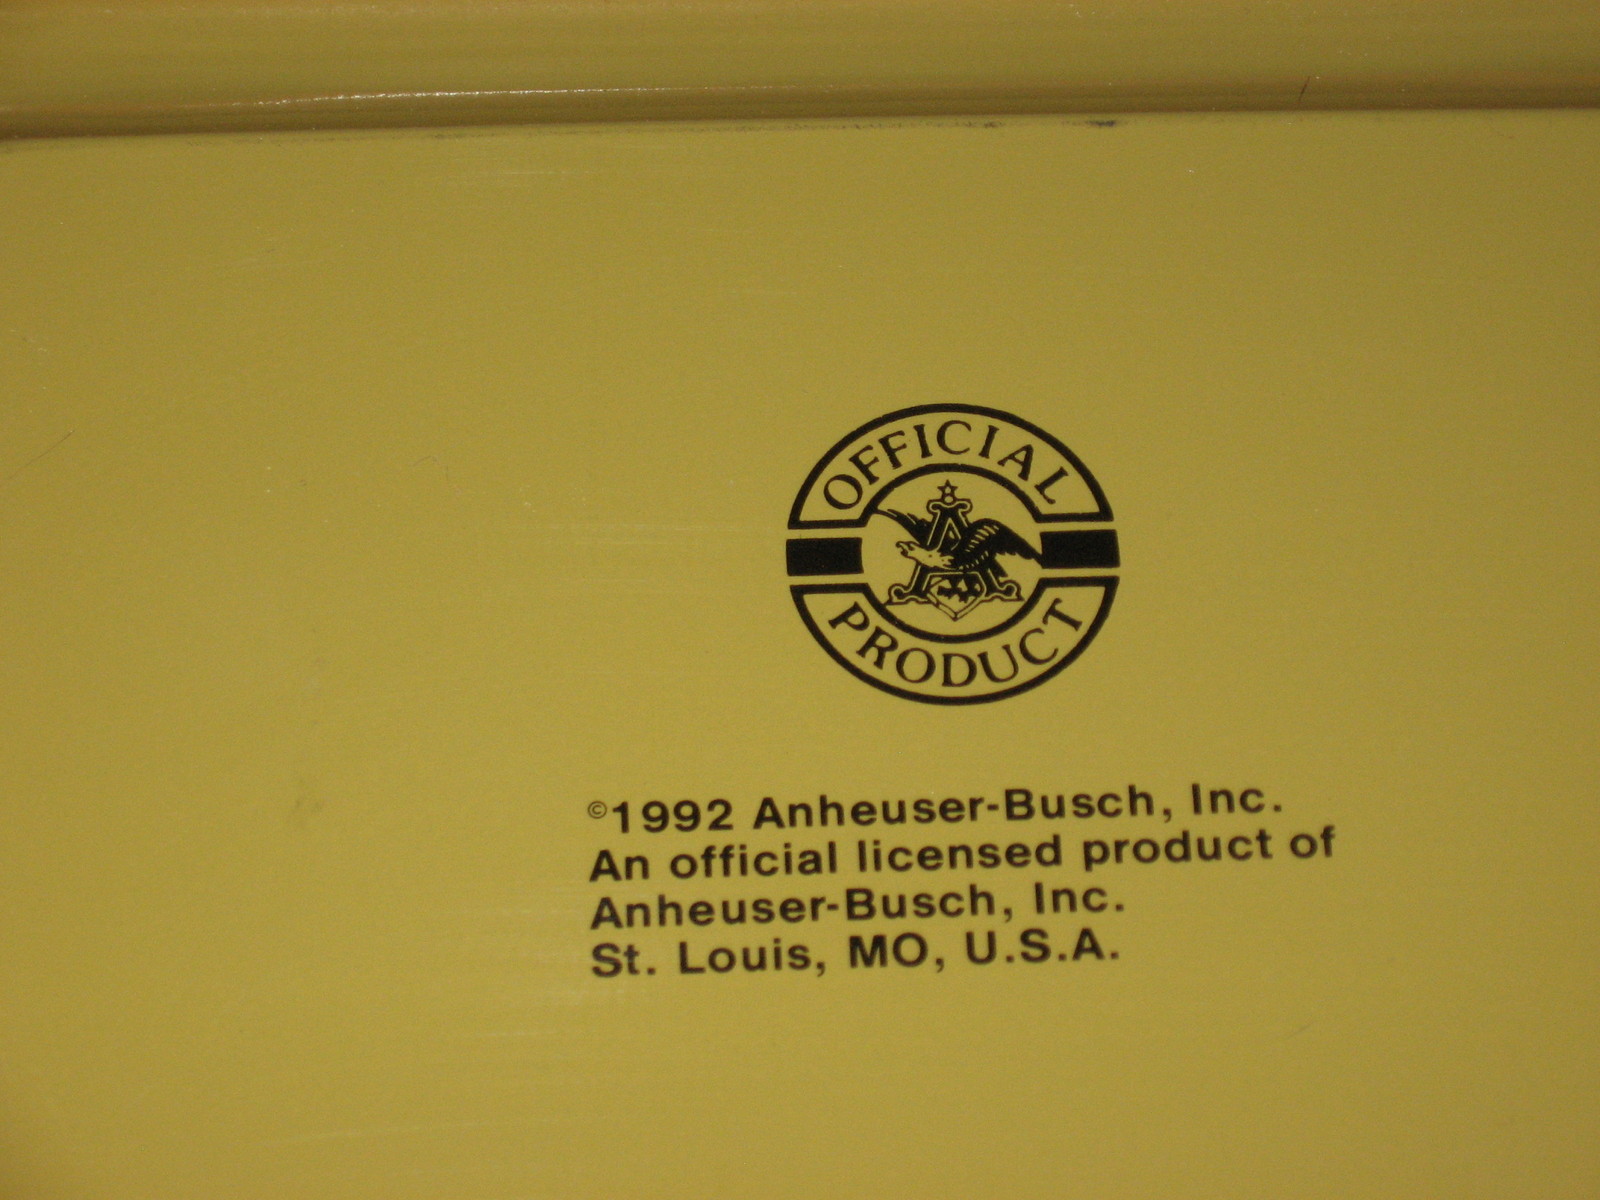 OFFICIAL
PRODUCT
©1992 Anheuser-Busch, Inc.
An official licensed product of
Anheuser-Busch, Inc.
St. Louis, MO, U.S.A.